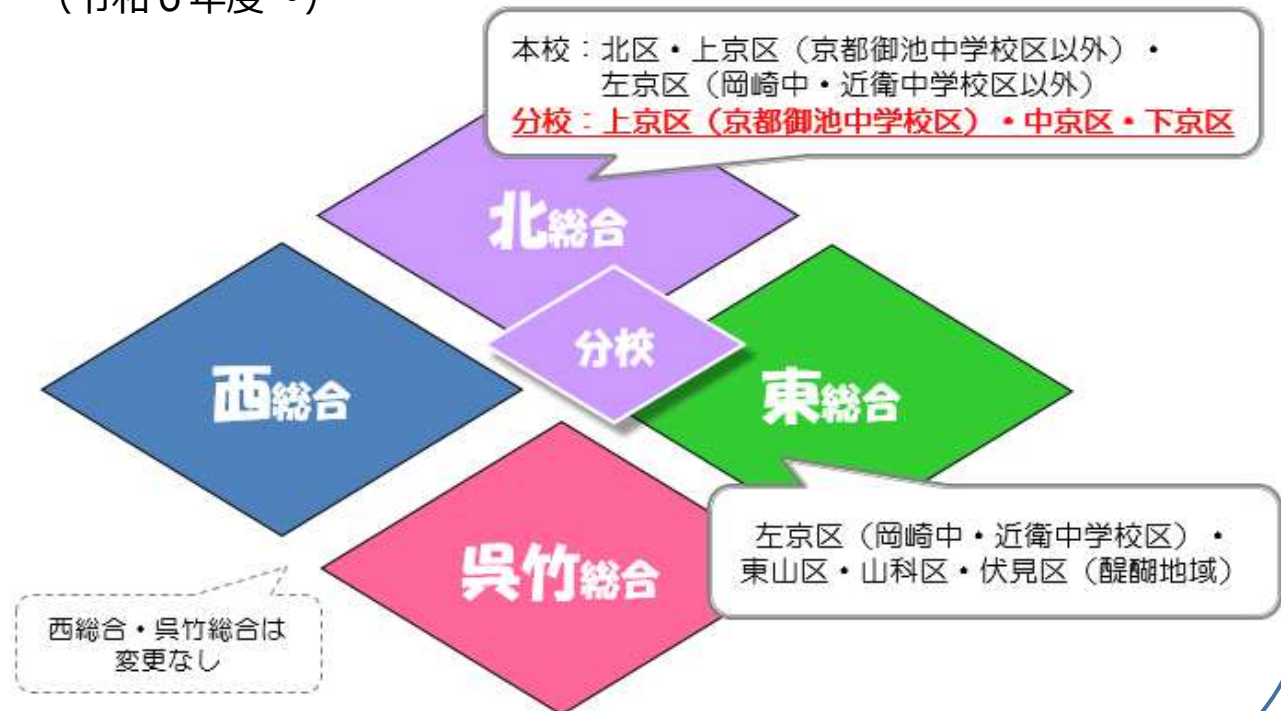 （令和６年度～）
本校：北区・上京区（京都御池中学校区以外）・
左京区（岡崎中・近衛中学校区以外）
分校：上京区（京都御池中学校区）・中京区・下京区
北総合
分校
西総合
東総合
左京区（岡崎中・近衛中学校区）・
東山区・山科区・伏見区（醍醐地域）
呉竹総合
西総合・呉竹総合は
変更なし